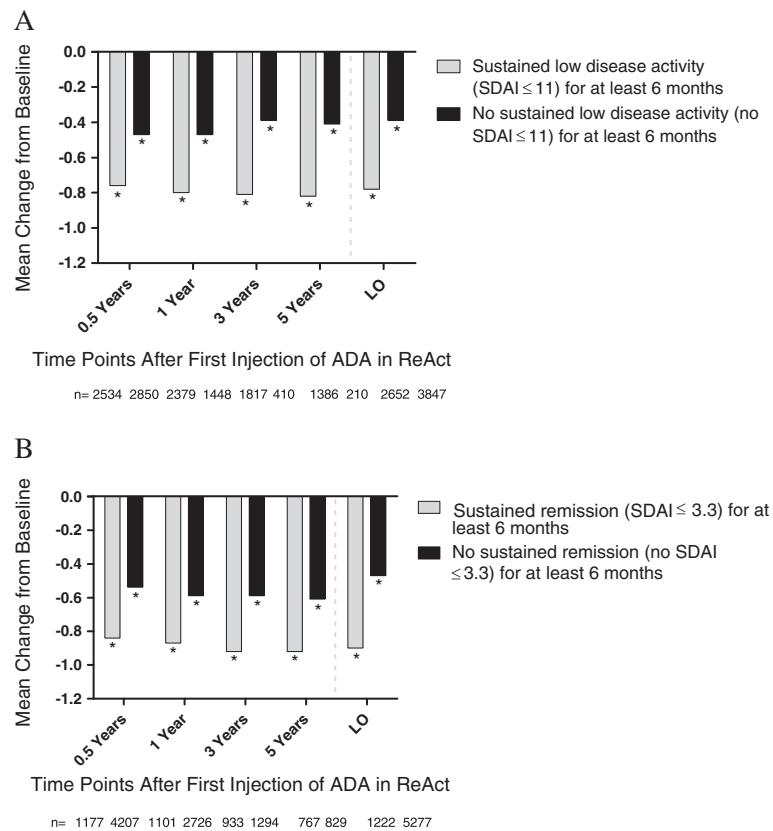 A
Mean Change from Baseline
0.0
-0.2
-0.4
-0.6
-0.8
-1.0
-1.2
* * * * * * * * * *
0.5 Years
1 Year
3 Years
5 Years
LO
Sustained low disease activity
(SDAI ≤ 11) for at least 6 months
No sustained low disease activity (no
SDAI ≤ 11) for at least 6 months
Time Points After First Injection of ADA in ReAct
n= 2534 2850 2379 1448 1817 410 1386 210 2652 3847
B
Mean Change from Baseline
0.0
-0.2
-0.4
-0.6
-0.8
-1.0
-1.2
* * * * * * * * * *
0.5 Years
1 Year
3 Years
5 Years
LO
Sustained remission (SDAI ≤ 3.3) for at
least 6 months
No sustained remission (no SDAI
≤ 3.3) for at least 6 months
Time Points After First Injection of ADA in ReAct
n= 1177 4207 1101 2726 933 1294 767 829 1222 5277